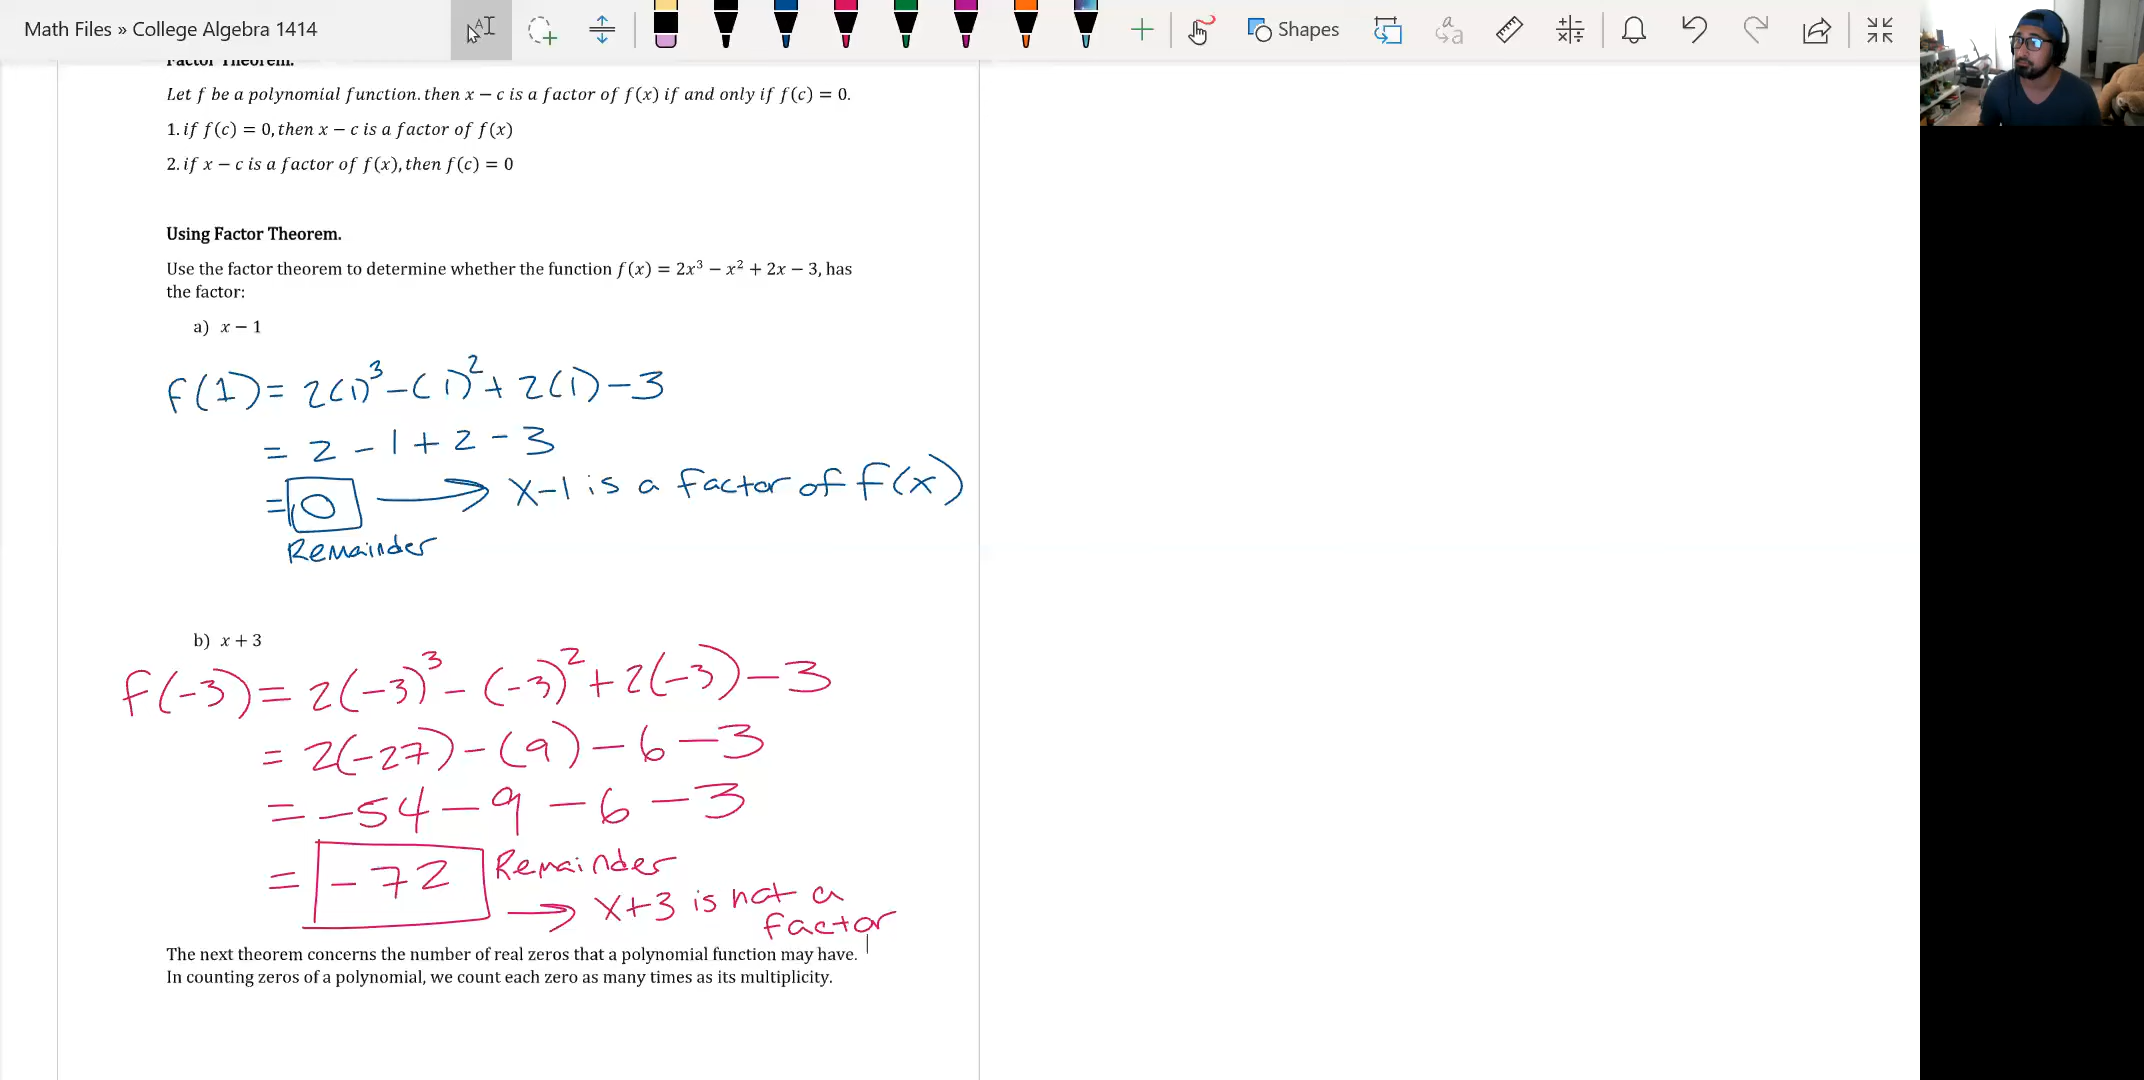 Math Files » College Algebra 1414
Shapes
Factor Theorem.
Let f be a polynomial function. then x − c is a factor of f(x) if and only if f(c) = 0.
1. if f(c) = 0, then x − c is a factor of f(x)
2. if x − c is a factor of f(x), then f(c) = 0
Using Factor Theorem.
Use the factor theorem to determine whether the function f(x) = 2x³ − x² + 2x − 3, has
the factor:
a) x − 1
f(1) = 2(1)³ − (1)² + 2(1) − 3
= 2 − 1 + 2 − 3
= 0 → x−1 is a factor of f(x)
Remainder
b) x + 3
f(−3) = 2(−3)³ − (−3)² + 2(−3) − 3
= 2(−27) − (9) − 6 − 3
= −54 − 9 − 6 − 3
= −72 Remainder
→ x+3 is not a
factor
The next theorem concerns the number of real zeros that a polynomial function may have.
In counting zeros of a polynomial, we count each zero as many times as its multiplicity.